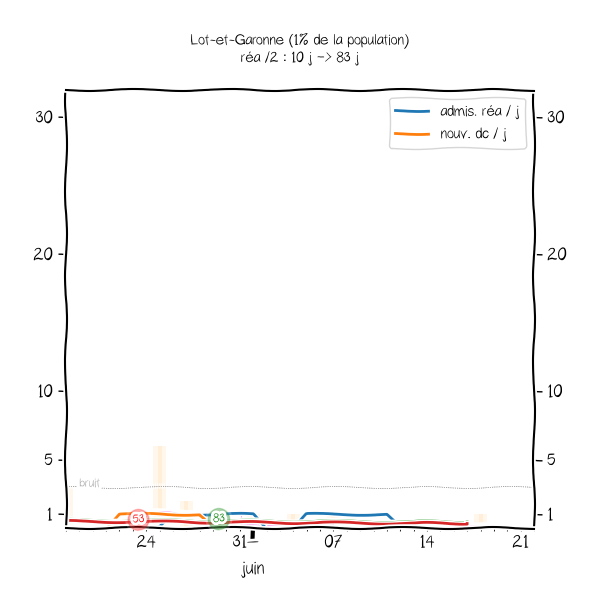 Lot-et-Garonne (1% de la population)
réa /2 : 10 j -> 83 j
admis. réa / j
nouv. dc / j
30
30
20
20
10
10
5
5
bruit
1
1
53
83
24
31
07
14
21
juin